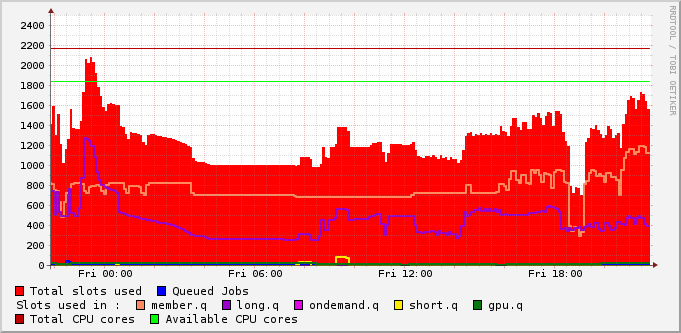 RRDTOOL / TOBI OETIKER
2400
2200
2000
1800
1600
1400
1200
1000
800
600
400
200
0
Fri 00:00 Fri 06:00 Fri 12:00 Fri 18:00
Total slots used Queued Jobs
Slots used in : member.q long.q ondemand.q short.q gpu.q
Total CPU cores Available CPU cores